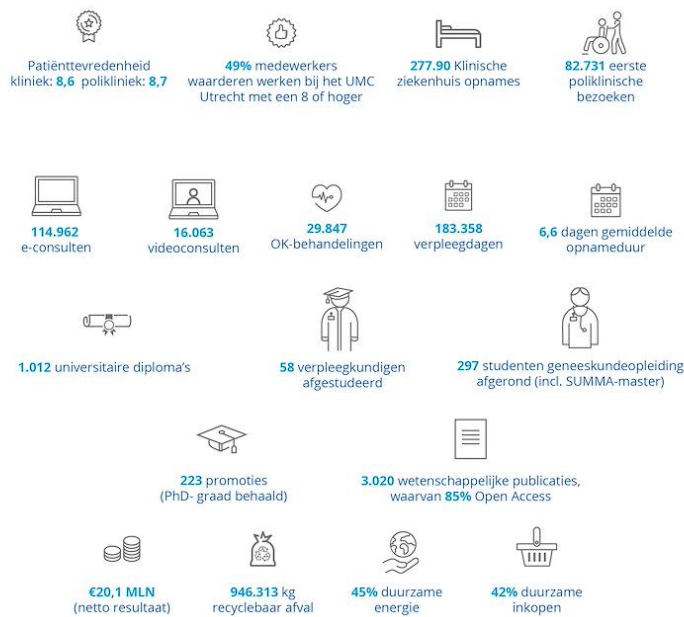 Patiënttevredenheid
kliniek: 8,6 polikliniek: 8,7
49% medewerkers
waarderen werken bij het UMC
Utrecht met een 8 of hoger
277.90 Klinische
ziekenhuis opnames
82.731 eerste
poliklinische
bezoeken
114.962
e-consulten
16.063
videoconsulten
29.847
OK-behandelingen
183.358
verpleegdagen
6,6 dagen gemiddelde
opnameduur
1.012 universitaire diploma's
58 verpleegkundigen
afgestudeerd
297 studenten geneeskundeopleiding
afgerond (incl. SUMMA-master)
223 promoties
(PhD- graad behaald)
3.020 wetenschappelijke publicaties,
waarvan 85% Open Access
€20,1 MLN
(netto resultaat)
946.313 kg
recyclebaar afval
45% duurzame
energie
42% duurzame
inkopen